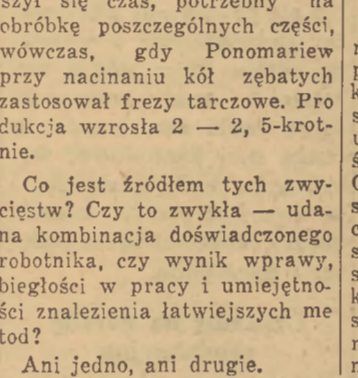 szył się czas, potrzebny na
obróbkę poszczególnych części,
wówczas, gdy Ponomariew
przy nacinaniu kół zębatych
zastosował frezy tarczowe. Pro
dukcja wzrosła 2 — 2, 5-krot-
nie.
Co jest źródłem tych zwy-
cięstw? Czy to zwykła — uda-
na kombinacja doświadczonego
robotnika, czy wynik wprawy,
biegłości w pracy i umiejętno-
ści znalezienia łatwiejszych me
tod?
Ani jedno, ani drugie.